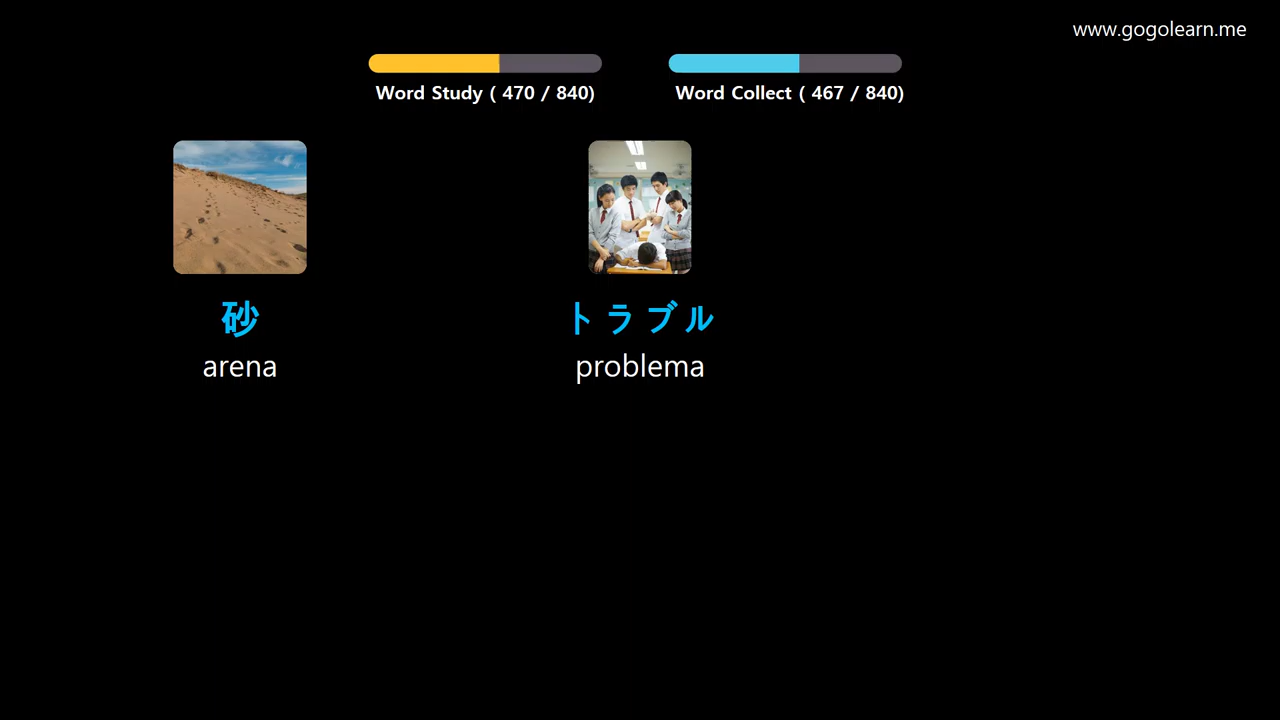 www.gogolearn.me
Word Study ( 470 / 840)
Word Collect ( 467 / 840)
砂
トラブル
arena
problema